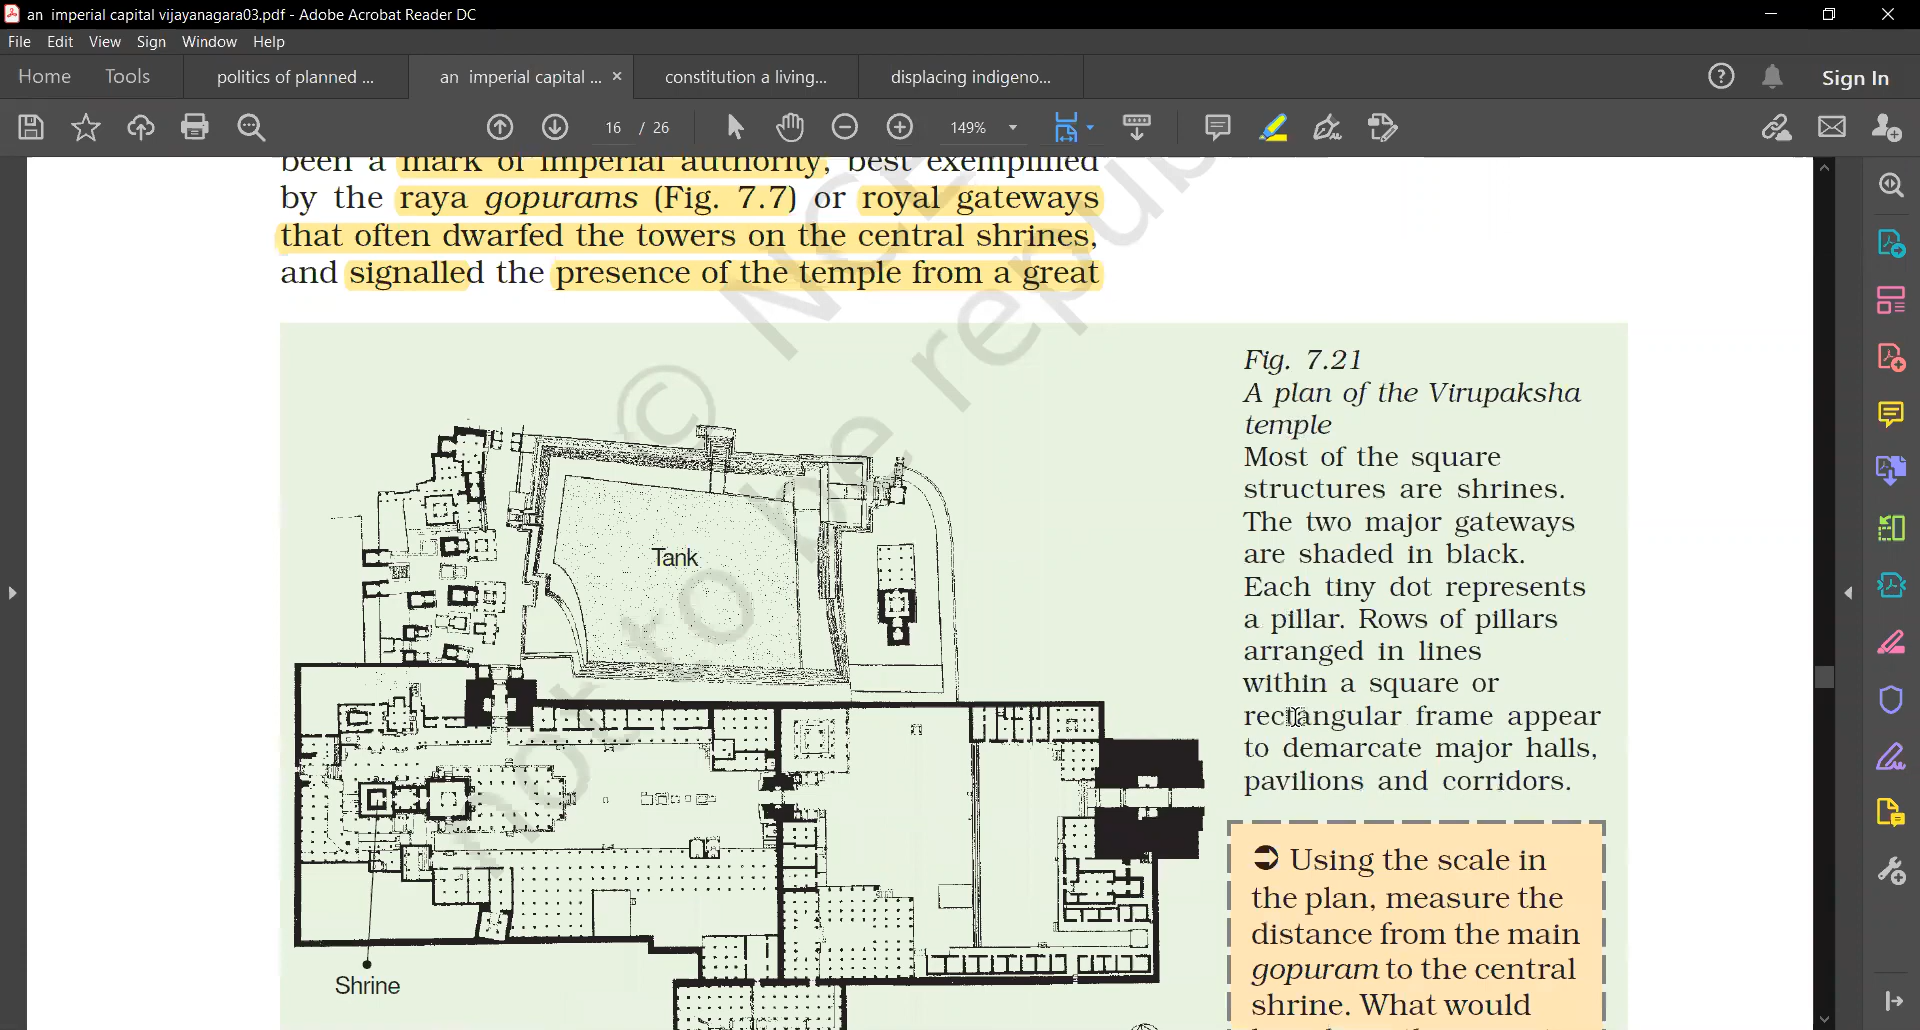 an imperial capital vijayanagara03.pdf - Adobe Acrobat Reader DC
File Edit View Sign Window Help
Home Tools politics of planned ... an imperial capital ... × constitution a living... displacing indigeno... Sign In
16 / 26 149%
been a mark of imperial authority, best exemplified
by the raya gopurams (Fig. 7.7) or royal gateways
that often dwarfed the towers on the central shrines,
and signalled the presence of the temple from a great
Fig. 7.21
A plan of the Virupaksha
temple
Most of the square
structures are shrines.
The two major gateways
are shaded in black.
Each tiny dot represents
a pillar. Rows of pillars
arranged in lines
within a square or
rectangular frame appear
to demarcate major halls,
pavilions and corridors.
Tank
Shrine
➲ Using the scale in
the plan, measure the
distance from the main
gopuram to the central
shrine. What would
© NCE
not to be repub